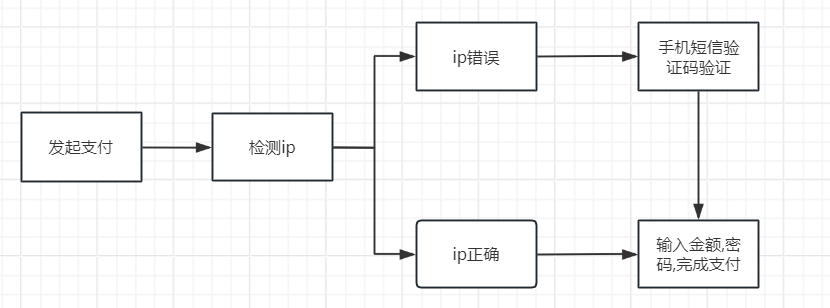 发起支付
检测ip
ip错误
手机短信验
证码验证
ip正确
输入金额,密
码,完成支付